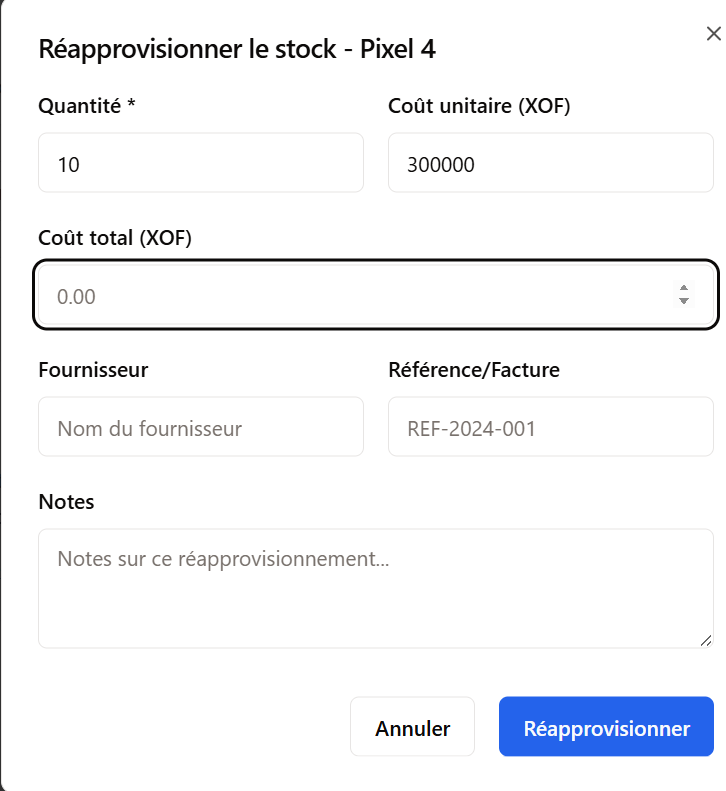 Réapprovisionner le stock - Pixel 4
Quantité *
Coût unitaire (XOF)
10
300000
Coût total (XOF)
0.00
Fournisseur
Référence/Facture
Nom du fournisseur
REF-2024-001
Notes
Notes sur ce réapprovisionnement...
Annuler
Réapprovisionner